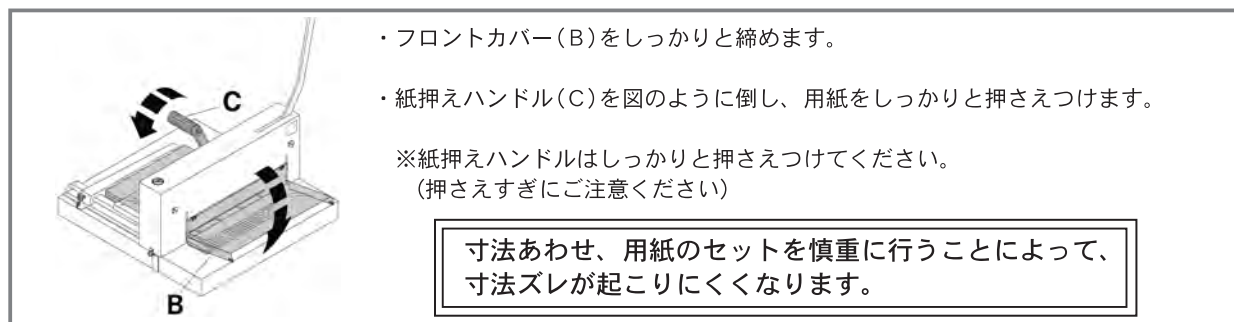 ・フロントカバー(B)をしっかりと締めます。
・紙押えハンドル(C)を図のように倒し、用紙をしっかりと押さえつけます。
※紙押えハンドルはしっかりと押さえつけてください。
(押さえすぎにご注意ください)
寸法あわせ、用紙のセットを慎重に行うことによって、
寸法ズレが起こりにくくなります。
C
B